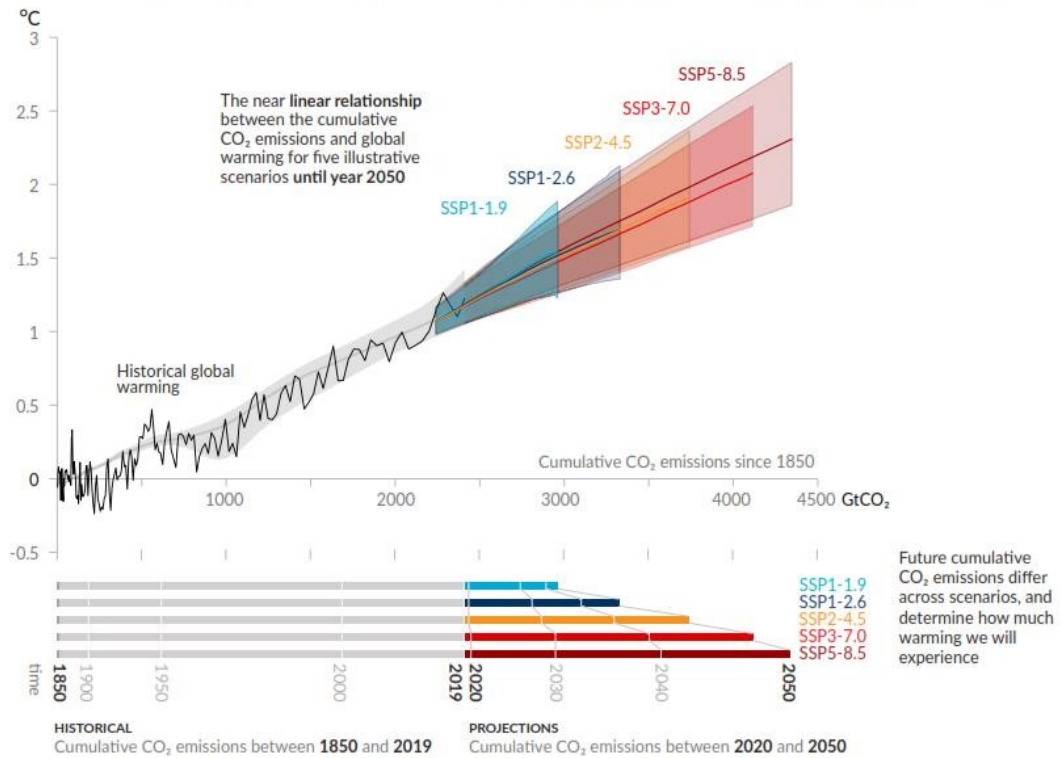 °C
3
SSP5-8.5
The near linear relationship
between the cumulative
CO₂ emissions and global
warming for five illustrative
scenarios until year 2050
2.5
SSP3-7.0
SSP2-4.5
2
SSP1-2.6
SSP1-1.9
1.5
1
Historical global
warming
0.5
Cumulative CO₂ emissions since 1850
0
1000
2000
3000
4000
4500 GtCO₂
-0.5
Future cumulative
CO₂ emissions differ
across scenarios, and
determine how much
warming we will
experience
SSP1-1.9
SSP1-2.6
SSP2-4.5
SSP3-7.0
SSP5-8.5
time
1850
1900
1950
2000
2019
2020
2030
2040
2050
HISTORICAL
Cumulative CO₂ emissions between 1850 and 2019
PROJECTIONS
Cumulative CO₂ emissions between 2020 and 2050